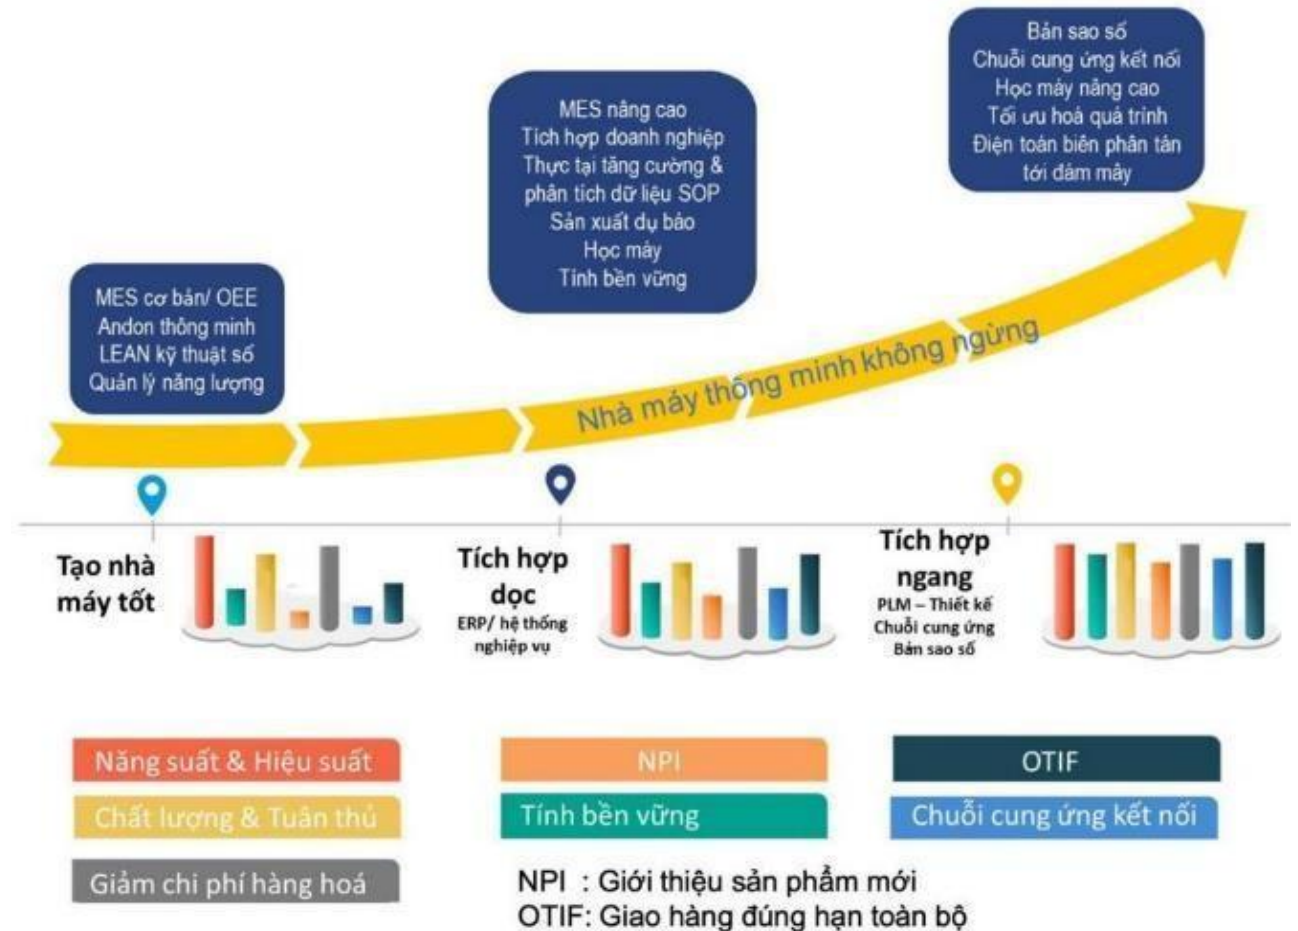 Bản sao số
Chuỗi cung ứng kết nối
Học máy nâng cao
Tối ưu hoá quá trình
Điện toán biên phân tán
tới đám mây
MES nâng cao
Tích hợp doanh nghiệp
Thực tại tăng cường &
phân tích dữ liệu SOP
Sản xuất dự báo
Học máy
Tính bền vững
MES cơ bản/ OEE
Andon thông minh
LEAN kỹ thuật số
Quản lý năng lượng
Nhà máy thông minh không ngừng
Tạo nhà
máy tốt
Tích hợp
dọc
ERP/ hệ thống
nghiệp vụ
Tích hợp
ngang
PLM – Thiết kế
Chuỗi cung ứng
Bản sao số
Năng suất & Hiệu suất
NPI
OTIF
Chất lượng & Tuân thủ
Tính bền vững
Chuỗi cung ứng kết nối
Giảm chi phí hàng hoá
NPI : Giới thiệu sản phẩm mới
OTIF: Giao hàng đúng hạn toàn bộ